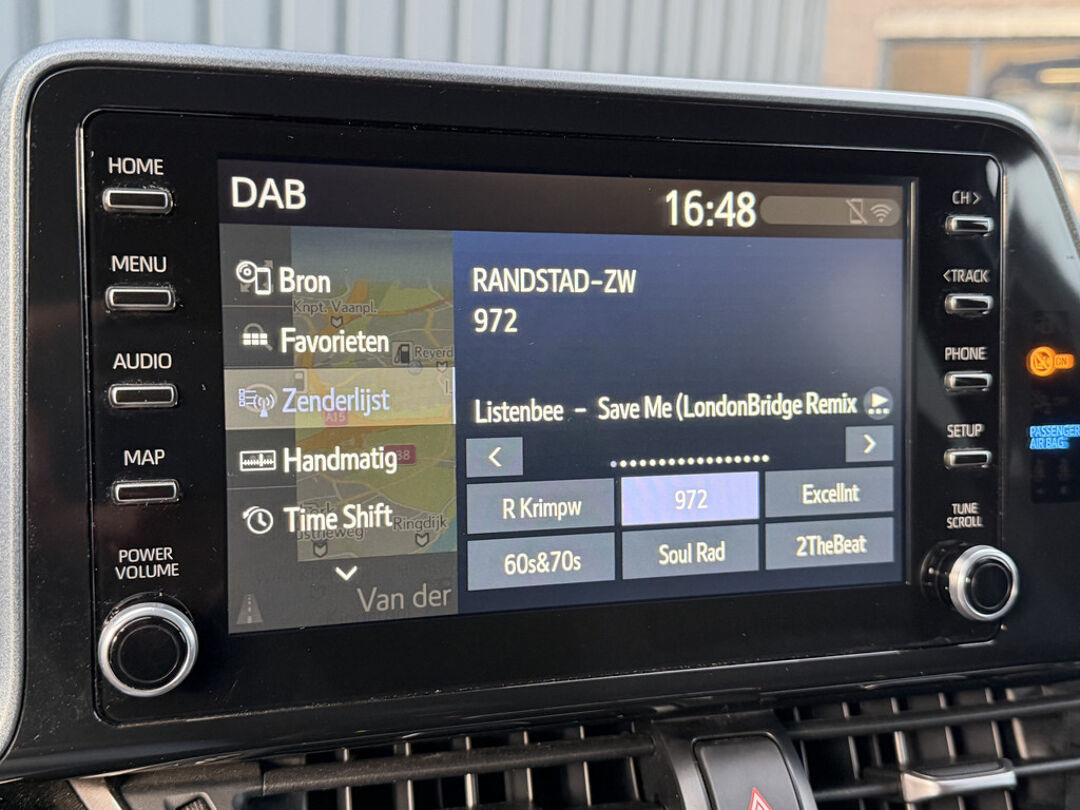 HOME
MENU
AUDIO
MAP
POWER
VOLUME
DAB
16:48
Bron
Knpt. Vaanpl.
Favorieten
Reyerd
Zenderlijst
A15
Handmatig
38
Time Shift
Ringdijk
Van der
RANDSTAD-ZW
972
Listenbee - Save Me (LondonBridge Remix
<
>
R Krimpw
972
Excellnt
60s&70s
Soul Rad
2TheBeat
CH >
<TRACK
PHONE
SETUP
TUNE
SCROLL
ON
PASSENGER
AIR BAG